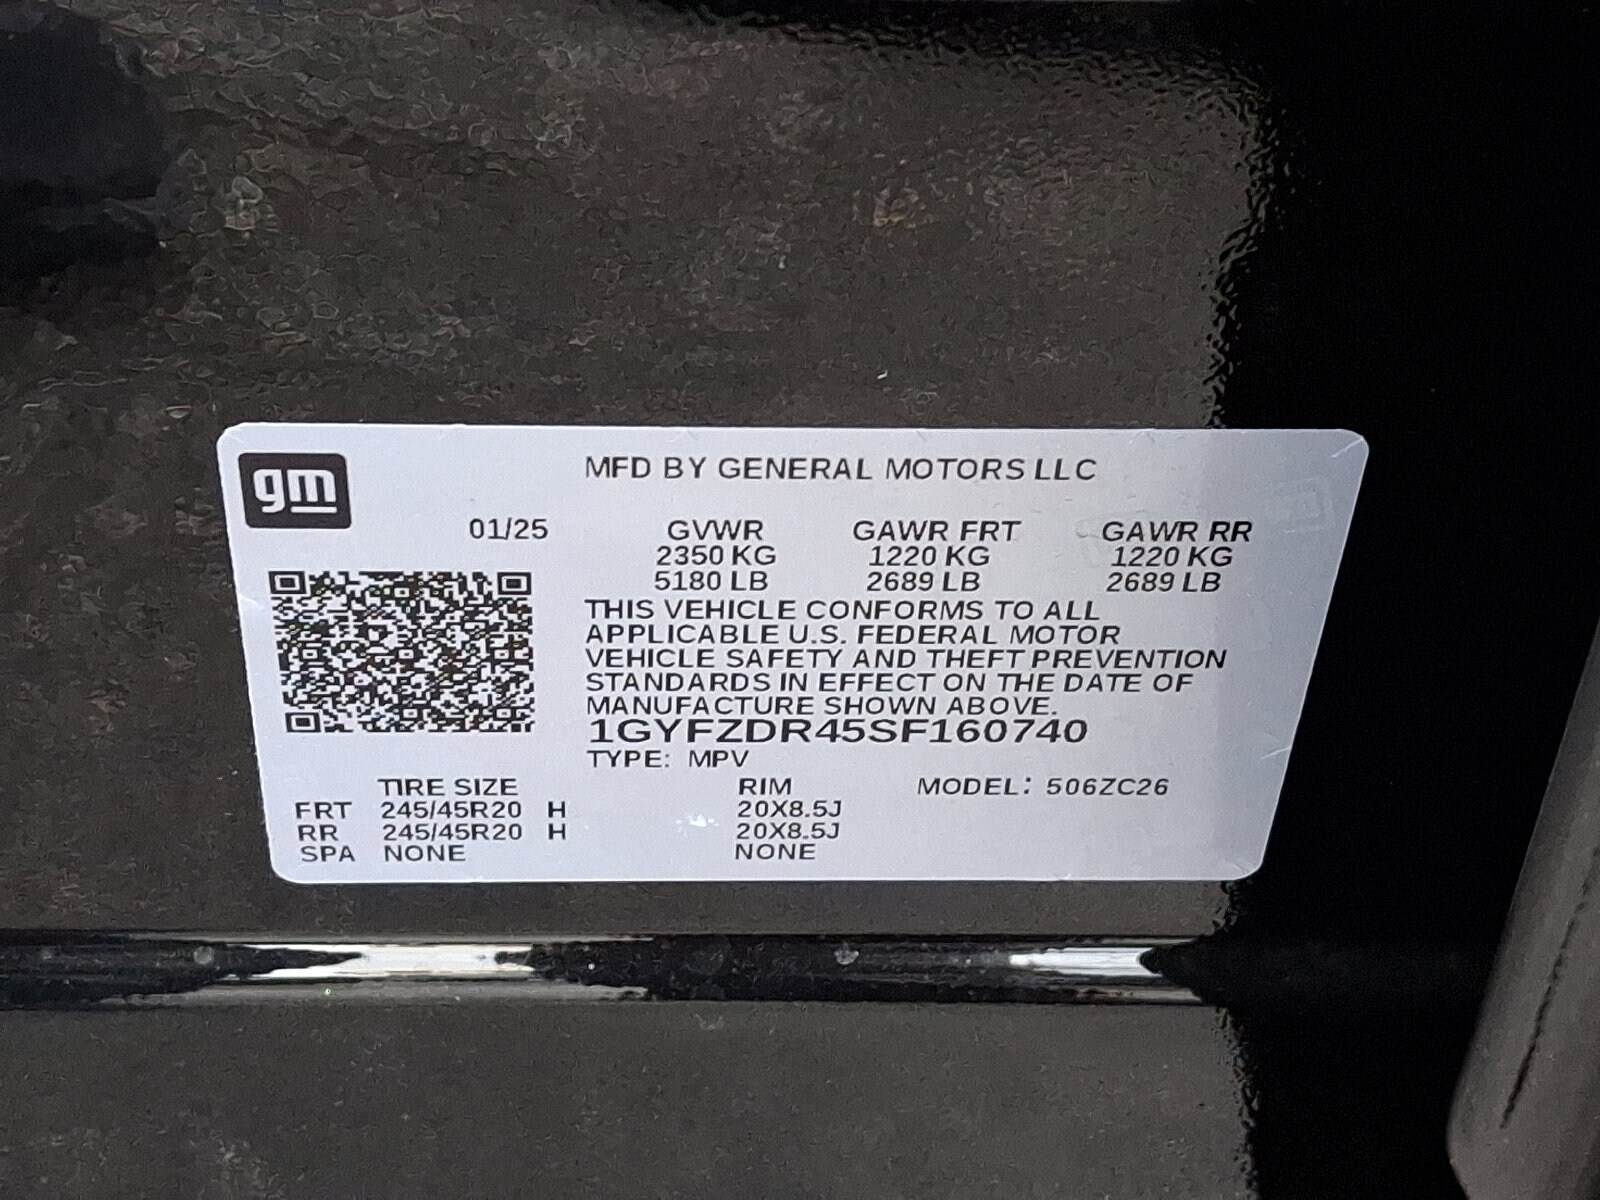 gm
MFD BY GENERAL MOTORS LLC
01/25 GVWR GAWR FRT GAWR RR
2350 KG 1220 KG 1220 KG
5180 LB 2689 LB 2689 LB
THIS VEHICLE CONFORMS TO ALL
APPLICABLE U.S. FEDERAL MOTOR
VEHICLE SAFETY AND THEFT PREVENTION
STANDARDS IN EFFECT ON THE DATE OF
MANUFACTURE SHOWN ABOVE.
1GYFZDR45SF160740
TYPE: MPV
TIRE SIZE RIM MODEL: 506ZC26
FRT 245/45R20 H 20X8.5J
RR 245/45R20 H 20X8.5J
SPA NONE NONE